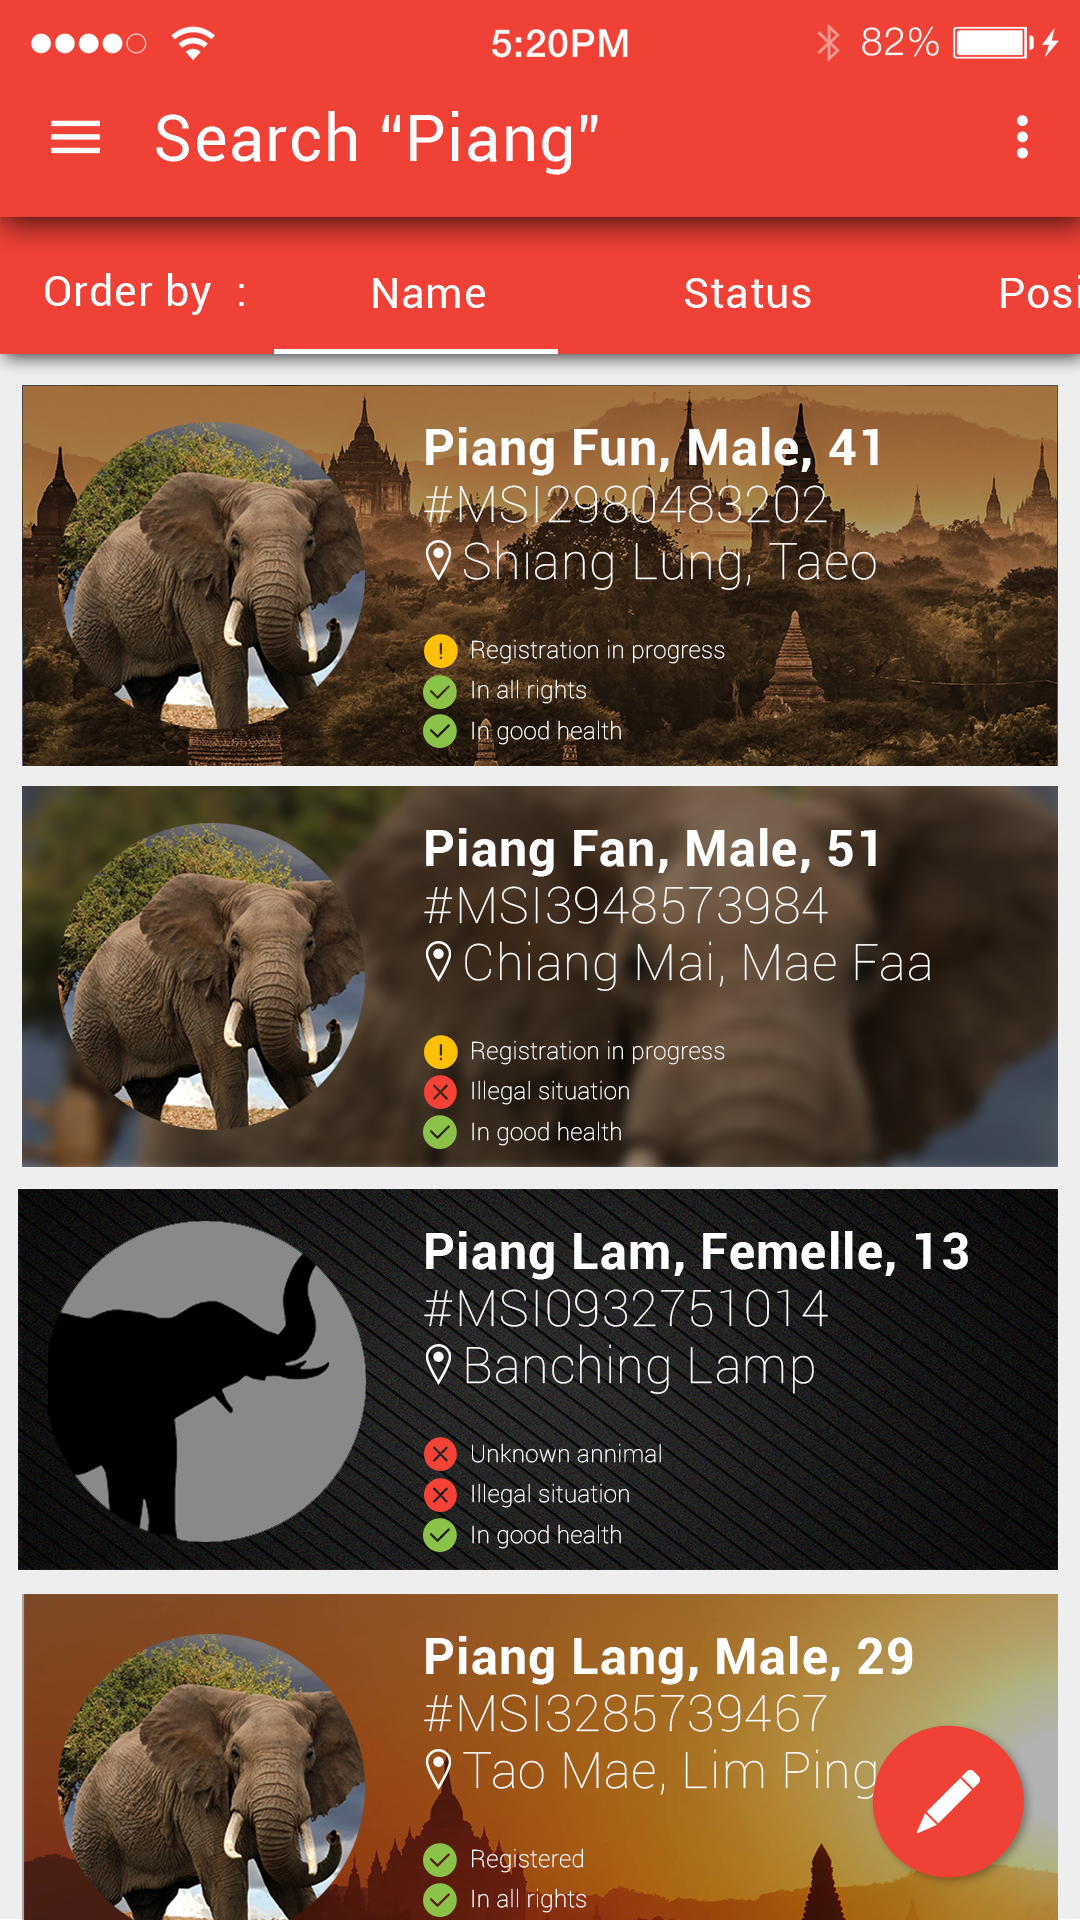 5:20PM
82%
Search “Piang”
Order by :
Name
Status
Posi
Piang Fun, Male, 41
#MSI2980483202
Shiang Lung, Taeo
Registration in progress
In all rights
In good health
Piang Fan, Male, 51
#MSI3948573984
Chiang Mai, Mae Faa
Registration in progress
Illegal situation
In good health
Piang Lam, Femelle, 13
#MSI0932751014
Banching Lamp
Unknown annimal
Illegal situation
In good health
Piang Lang, Male, 29
#MSI3285739467
Tao Mae, Lim Ping
Registered
In all rights